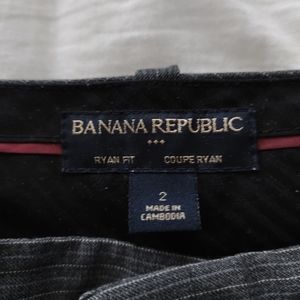 BANANA REPUBLIC
RYAN FIT COUPE RYAN
2
MADE IN
CAMBODIA